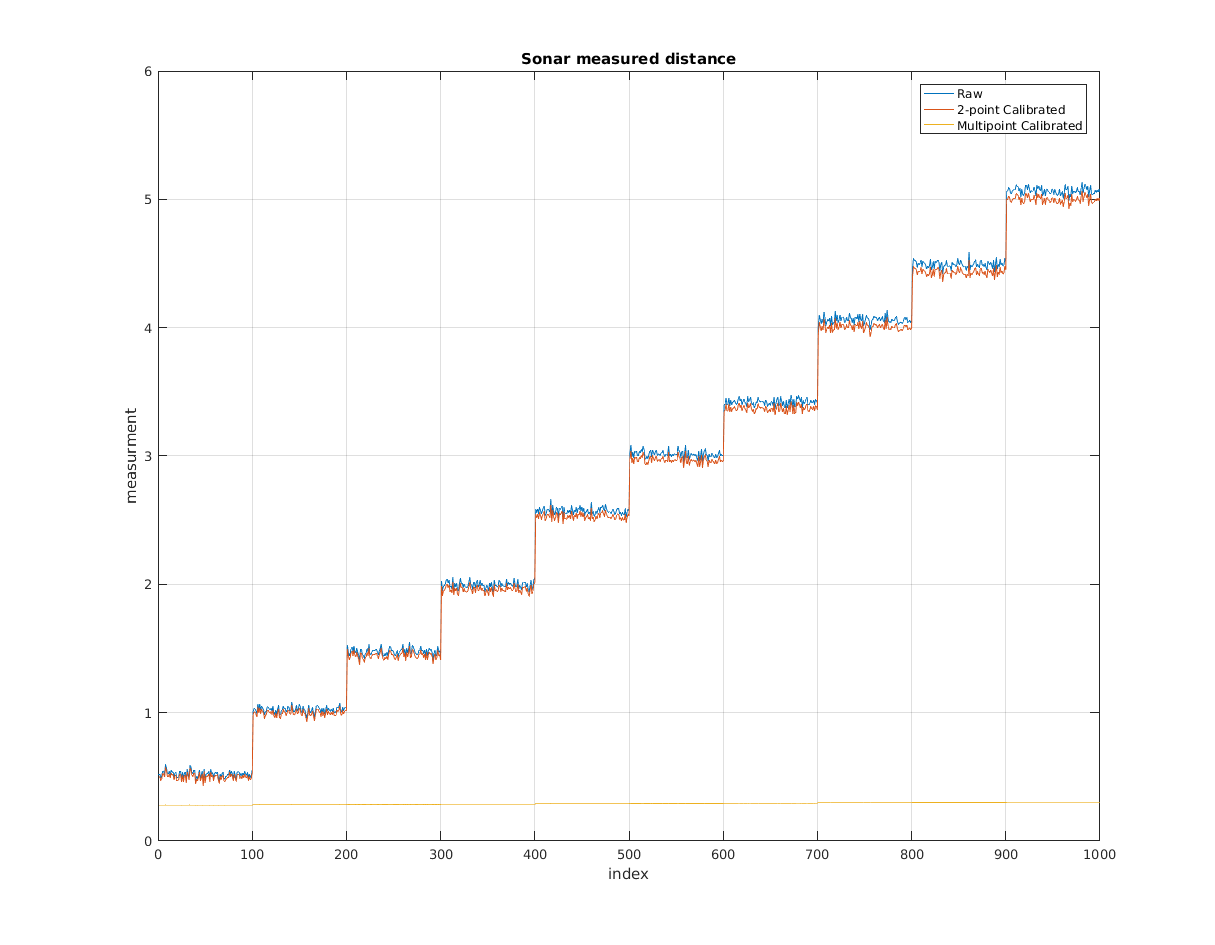 Sonar measured distance
6
5
4
3
2
1
0
measurment
Raw
2-point Calibrated
Multipoint Calibrated
0 100 200 300 400 500 600 700 800 900 1000
index